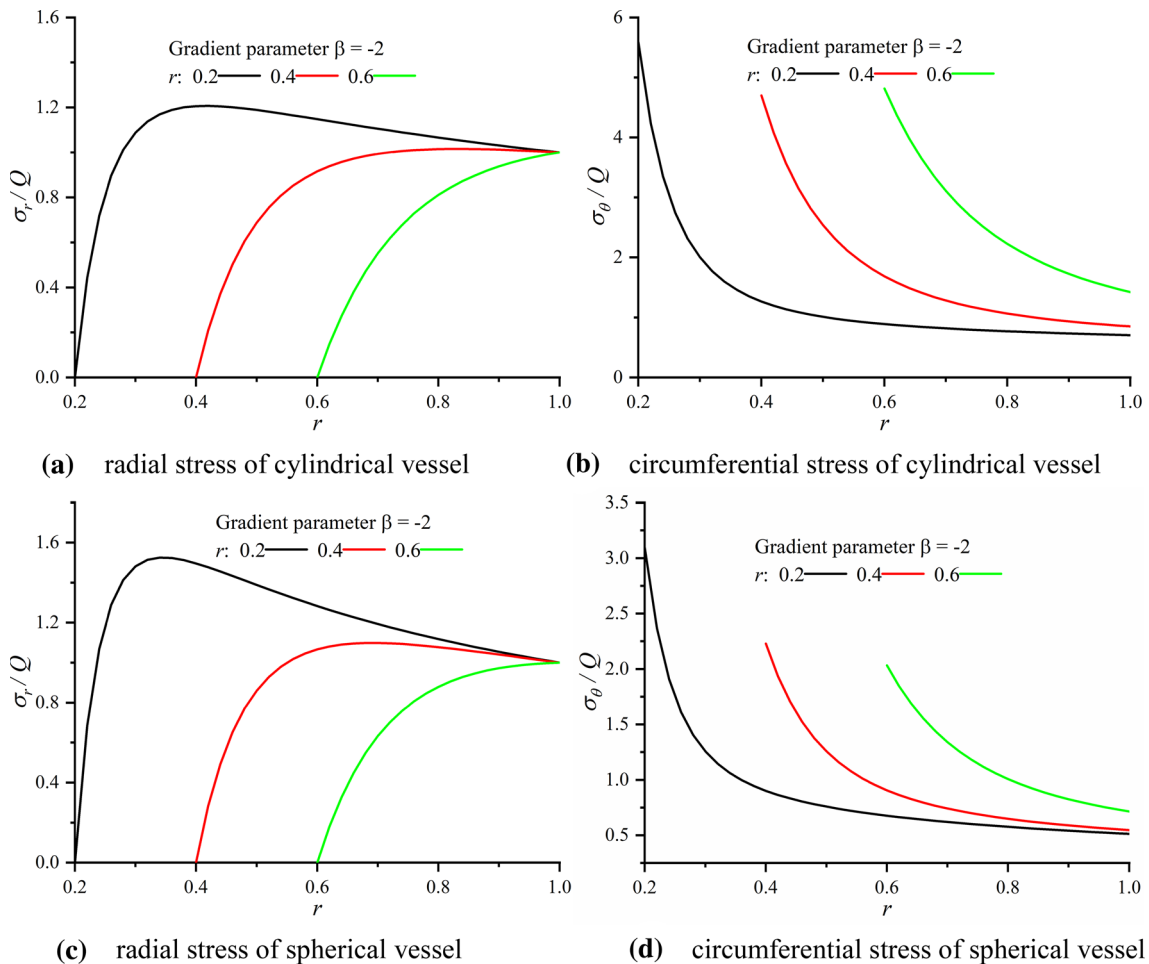 1.6
1.2
0.8
0.4
0.0
σr/Q
Gradient parameter β = -2
r: 0.2 0.4 0.6
0.2 0.4 0.6 0.8 1.0
r
(a) radial stress of cylindrical vessel
6
4
2
0
σθ/Q
Gradient parameter β = -2
r: 0.2 0.4 0.6
0.2 0.4 0.6 0.8 1.0
r
(b) circumferential stress of cylindrical vessel
1.6
1.2
0.8
0.4
0.0
σr/Q
Gradient parameter β = -2
r: 0.2 0.4 0.6
0.2 0.4 0.6 0.8 1.0
r
(c) radial stress of spherical vessel
3.5
3.0
2.5
2.0
1.5
1.0
0.5
σθ/Q
Gradient parameter β = -2
r: 0.2 0.4 0.6
0.2 0.4 0.6 0.8 1.0
r
(d) circumferential stress of spherical vessel